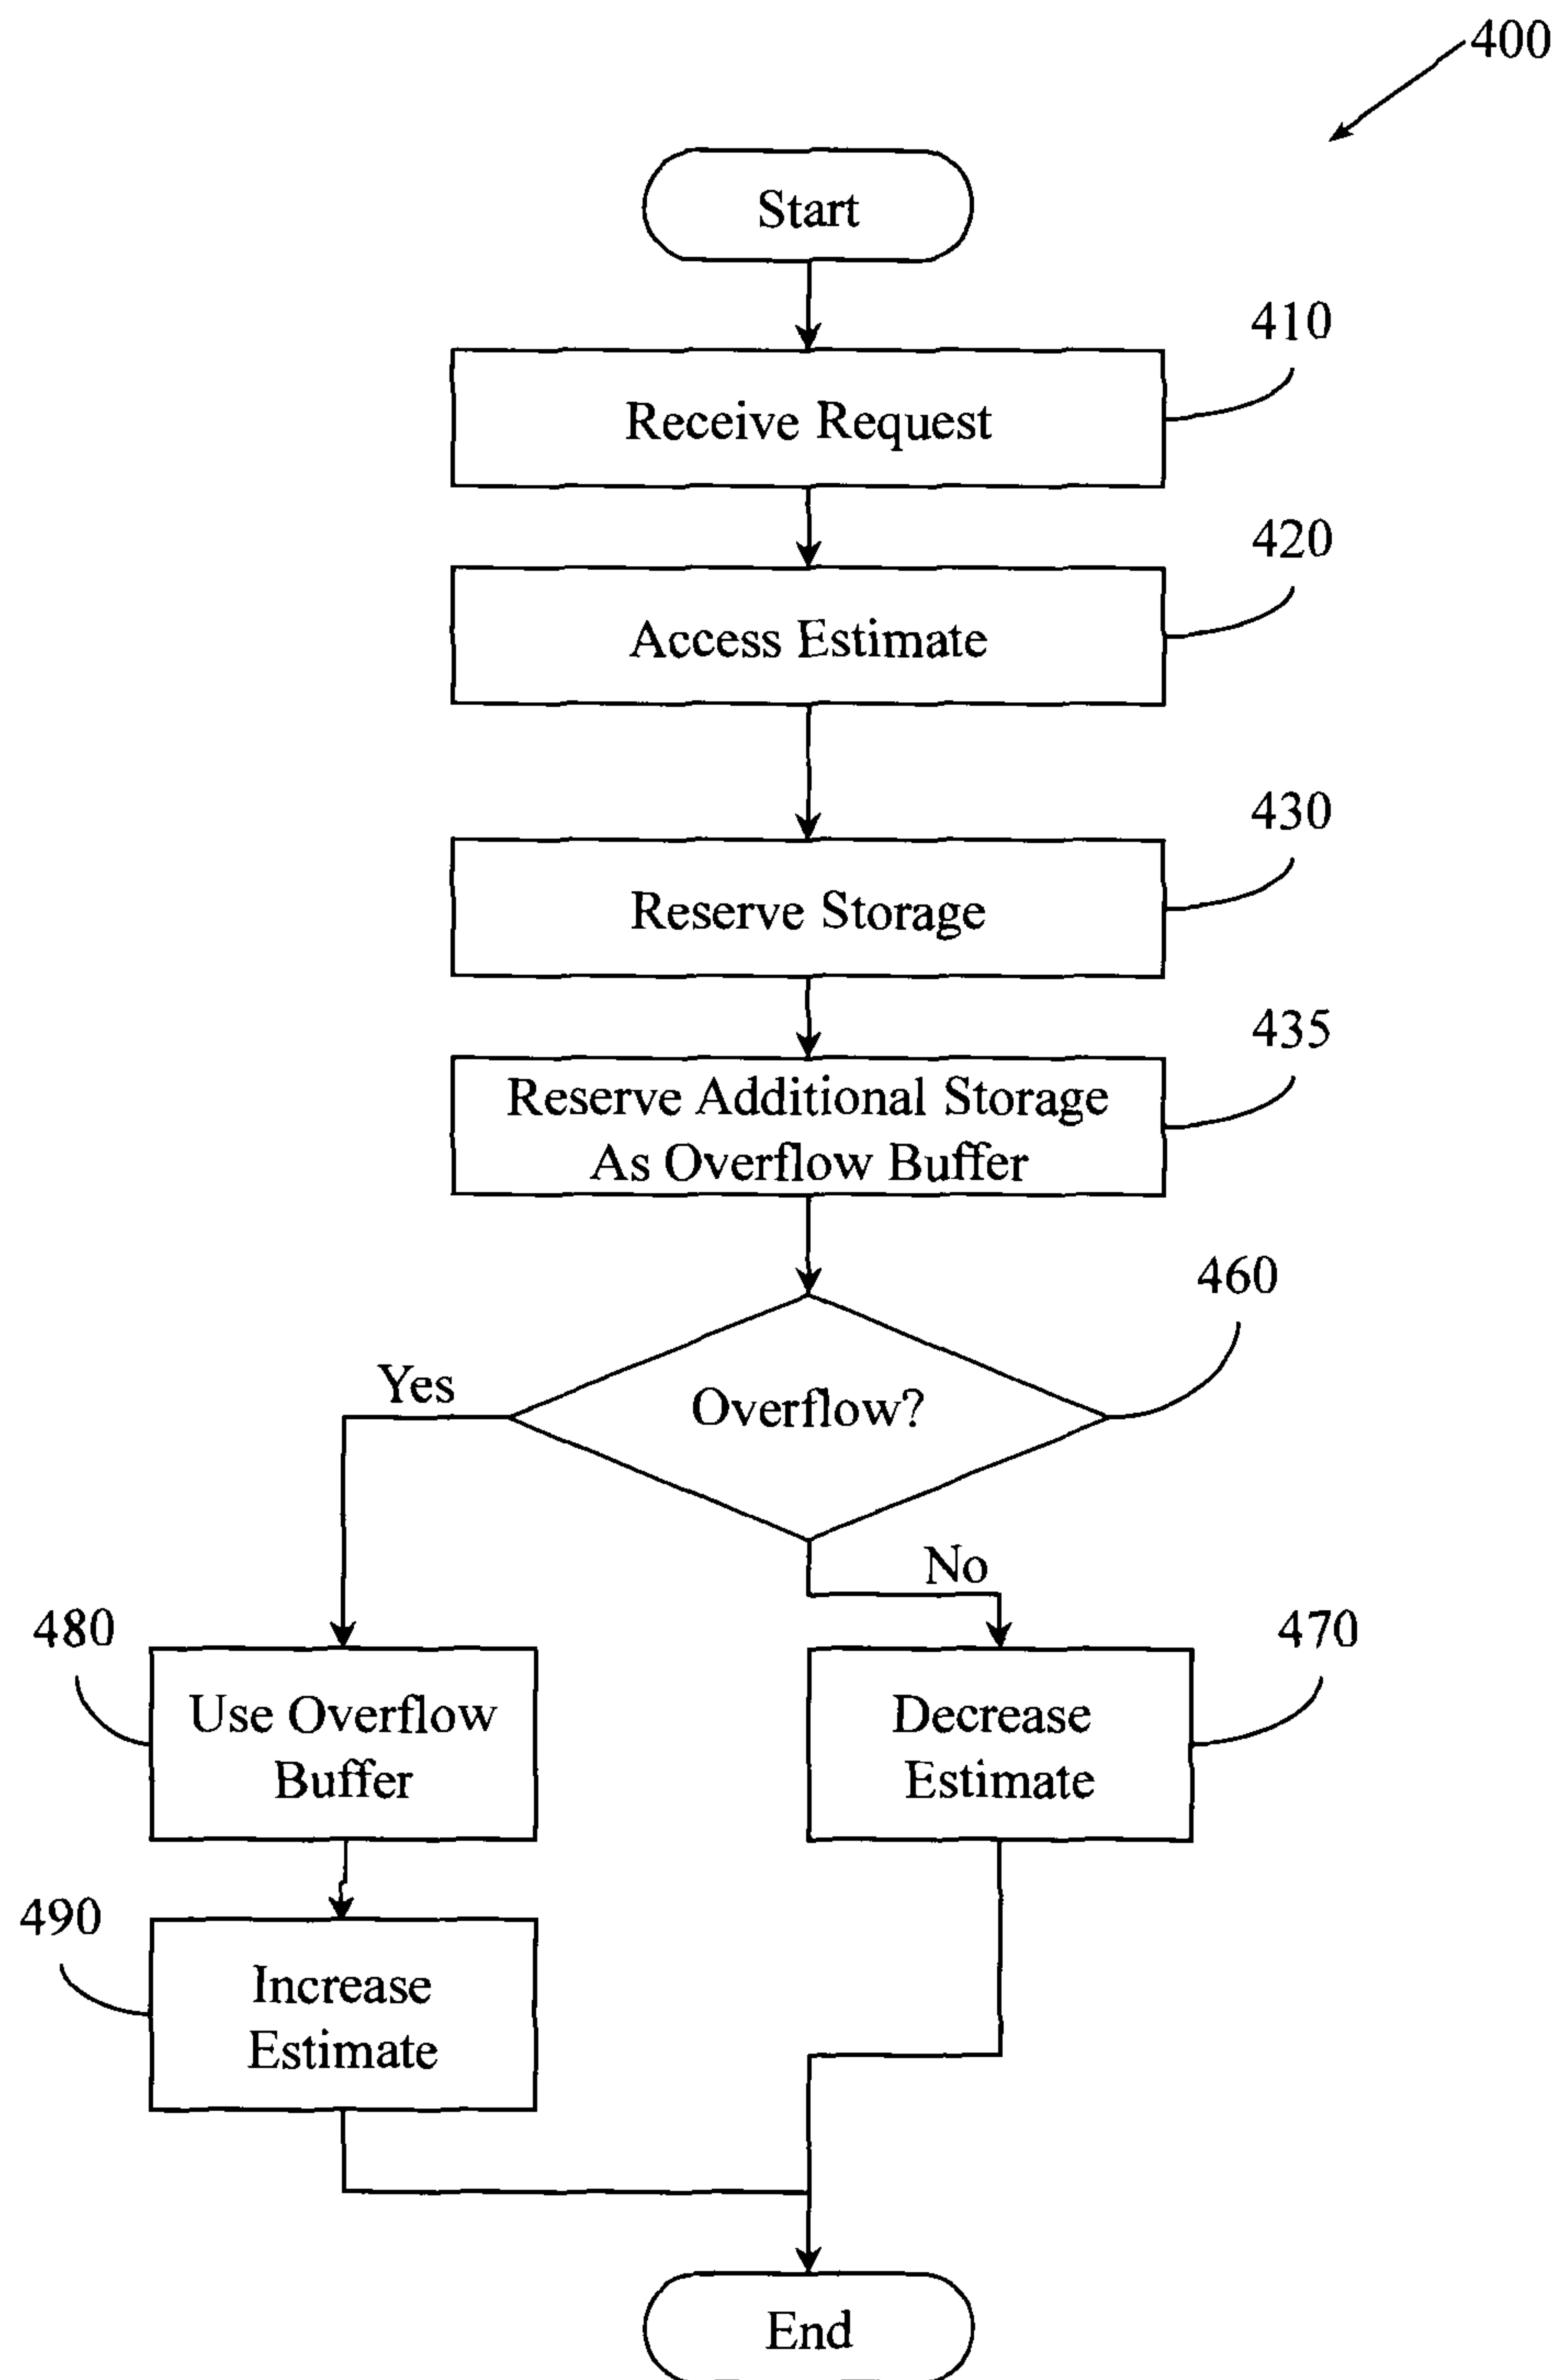 400
Start
410
Receive Request
420
Access Estimate
430
Reserve Storage
435
Reserve Additional Storage
As Overflow Buffer
460
Overflow?
Yes
No
480
Use Overflow
Buffer
470
Decrease
Estimate
490
Increase
Estimate
End